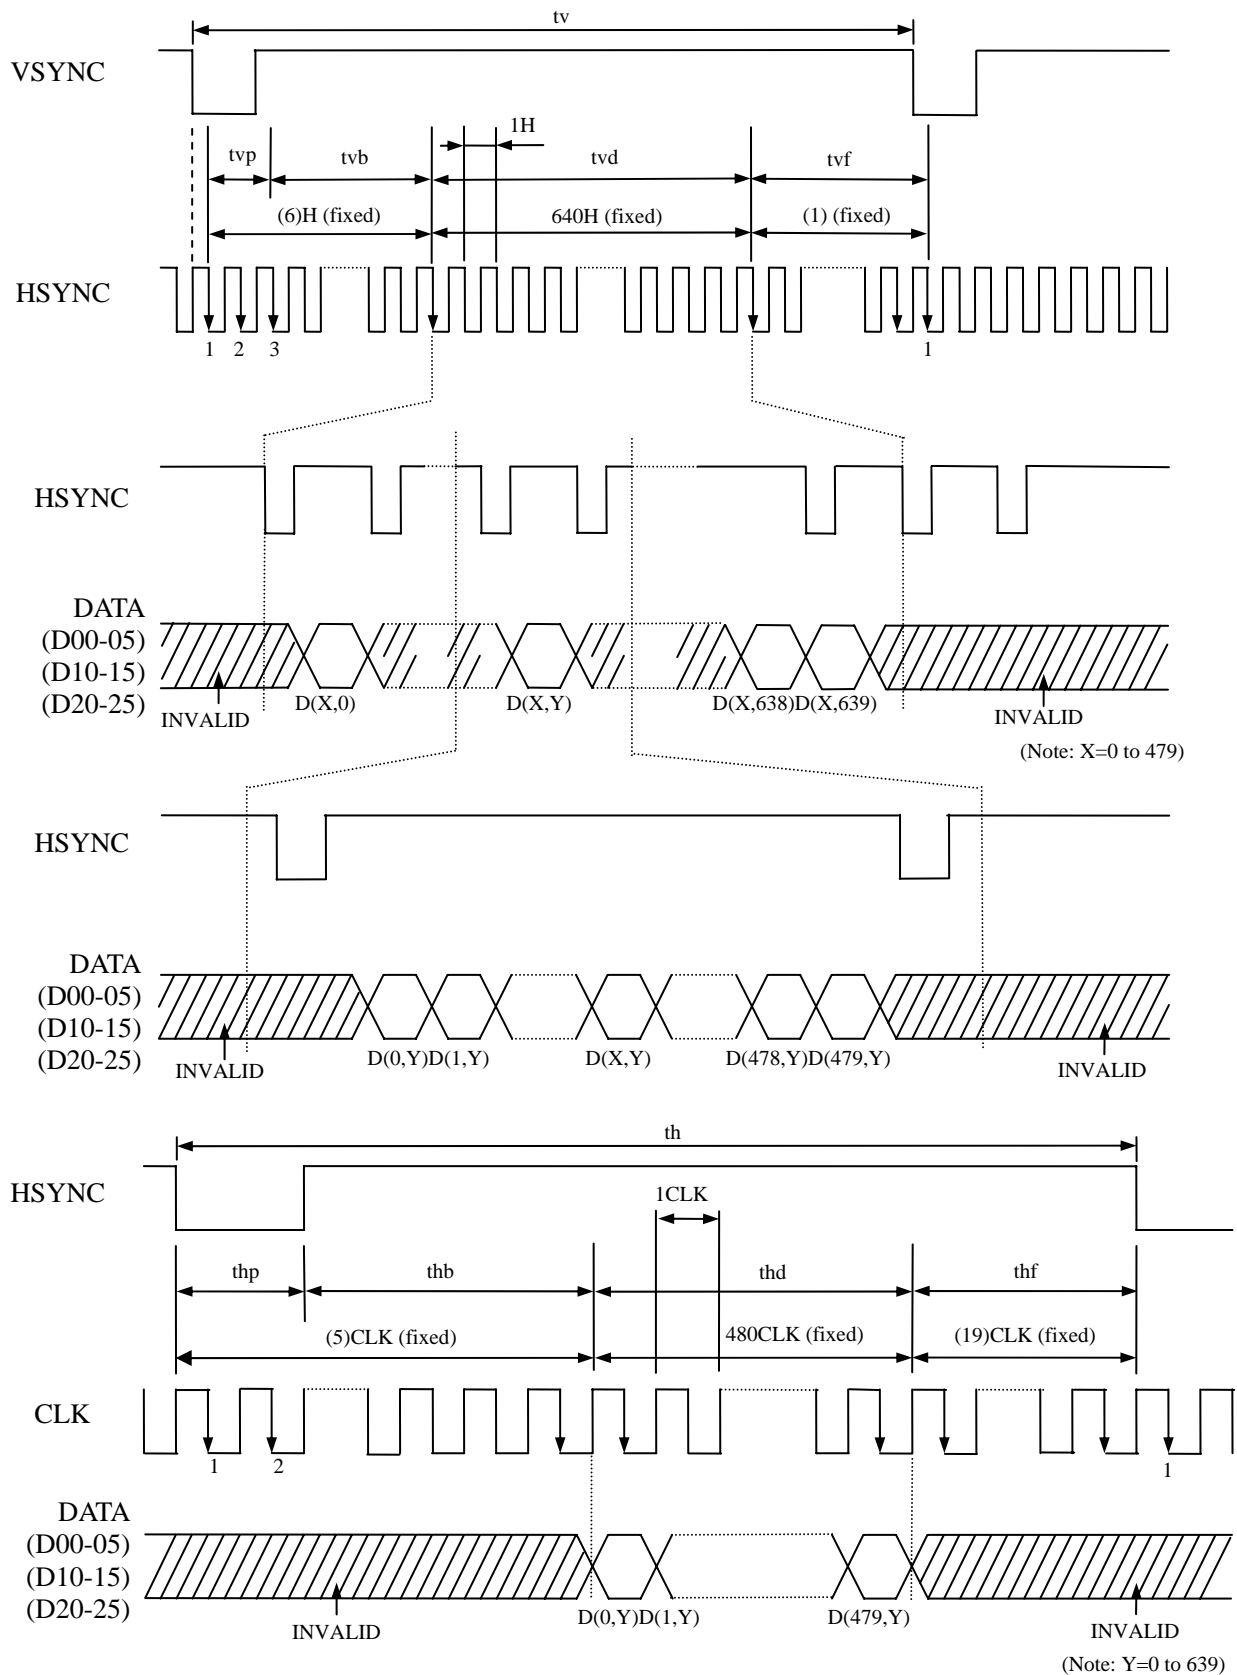 tv
VSYNC
1H
tvp tvb tvd tvf
(6)H (fixed) 640H (fixed) (1) (fixed)
HSYNC
1 2 3 1
HSYNC
DATA
(D00-05)
(D10-15)
(D20-25)
D(X,0) D(X,Y) D(X,638)D(X,639)
INVALID INVALID
(Note: X=0 to 479)
HSYNC
DATA
(D00-05)
(D10-15)
(D20-25)
D(0,Y)D(1,Y) D(X,Y) D(478,Y)D(479,Y)
INVALID INVALID
th
HSYNC
1CLK
thp thb thd thf
(5)CLK (fixed) 480CLK (fixed) (19)CLK (fixed)
CLK
1 2 1
DATA
(D00-05)
(D10-15)
(D20-25)
D(0,Y)D(1,Y) D(479,Y)
INVALID INVALID
(Note: Y=0 to 639)